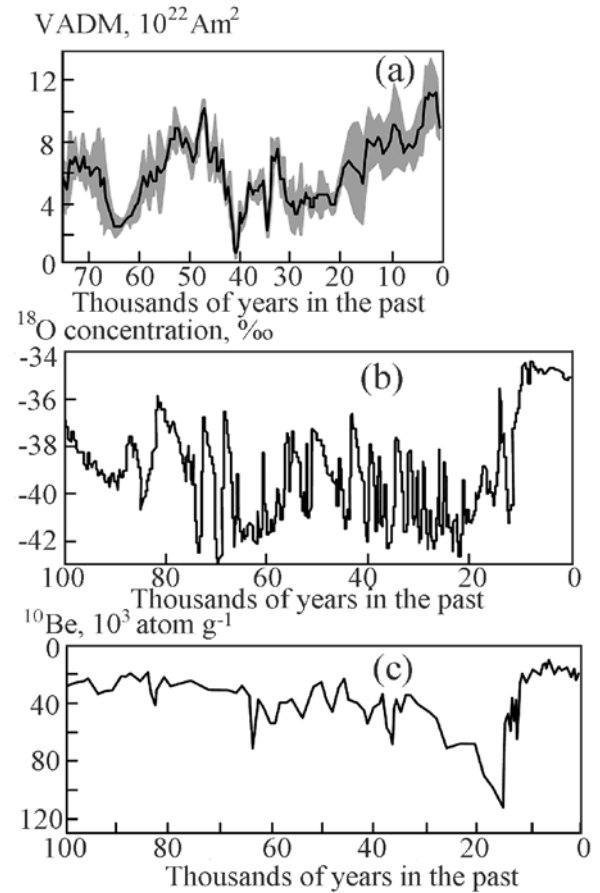 VADM, 10²² Am²
(a)
12
8
4
0
70 60 50 40 30 20 10 0
Thousands of years in the past
¹⁸O concentration, ‰
(b)
-34
-36
-38
-40
-42
100 80 60 40 20 0
Thousands of years in the past
¹⁰Be, 10³ atom g⁻¹
(c)
0
40
80
120
100 80 60 40 20 0
Thousands of years in the past